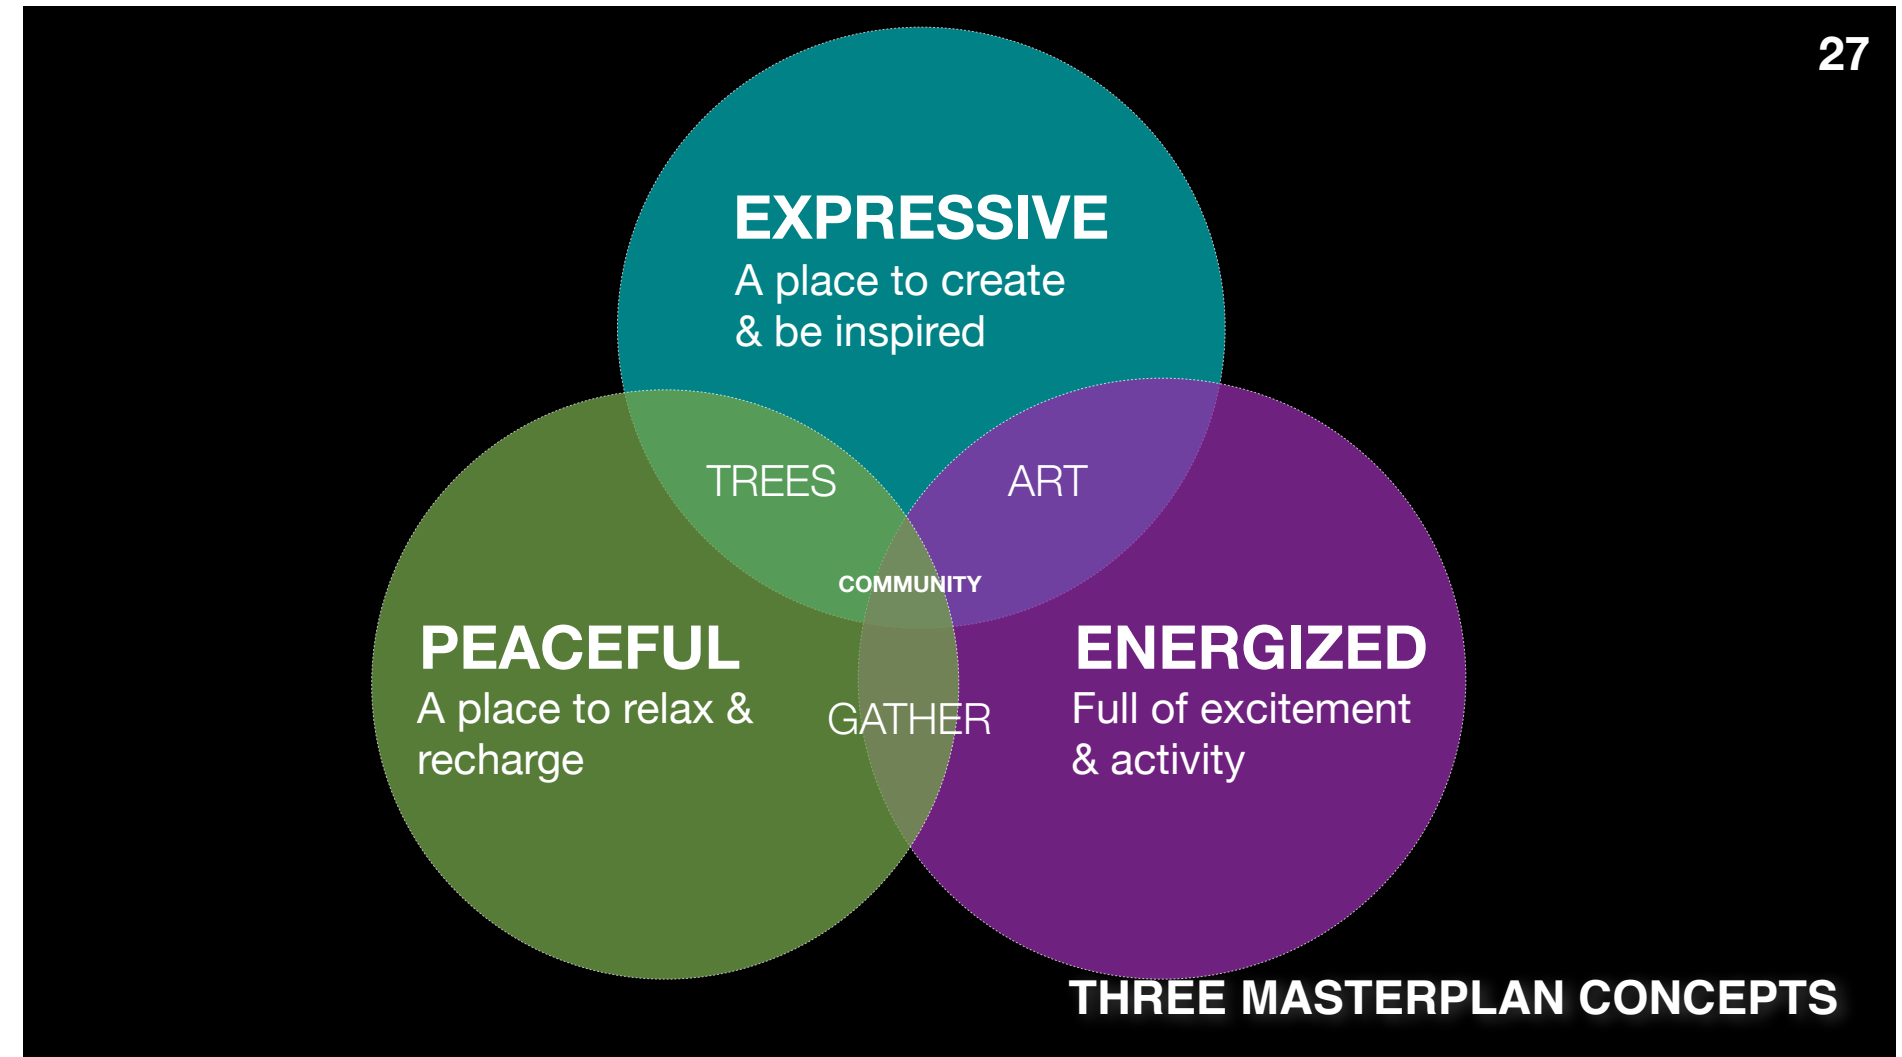 27
EXPRESSIVE
A place to create
& be inspired
TREES
ART
COMMUNITY
PEACEFUL
A place to relax &
recharge
GATHER
ENERGIZED
Full of excitement
& activity
THREE MASTERPLAN CONCEPTS